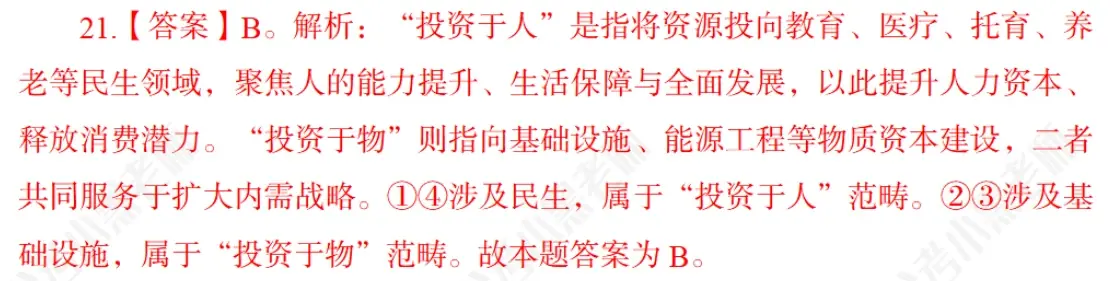 21.【答案】B。解析：“投资于人”是指将资源投向教育、医疗、托育、养
老等民生领域，聚焦人的能力提升、生活保障与全面发展，以此提升人力资本、
释放消费潜力。“投资于物”则指向基础设施、能源工程等物质资本建设，二者
共同服务于扩大内需战略。①④涉及民生，属于“投资于人”范畴。②③涉及基
础设施，属于“投资于物”范畴。故本题答案为 B。